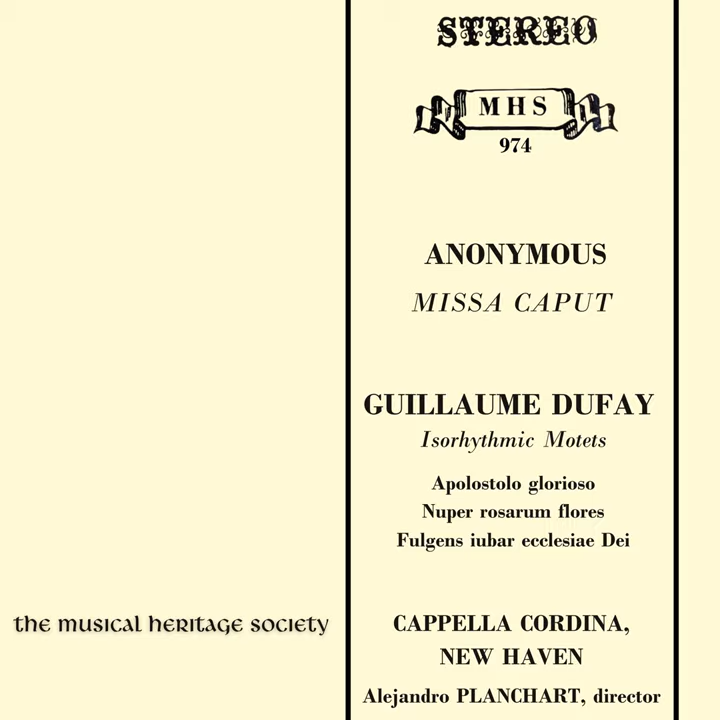 STEREO
MHS
974
ANONYMOUS
MISSA CAPUT
GUILLAUME DUFAY
Isorhythmic Motets
Apolostolo glorioso
Nuper rosarum flores
Fulgens iubar ecclesiae Dei
the musical heritage society
CAPPELLA CORDINA,
NEW HAVEN
Alejandro PLANCHART, director